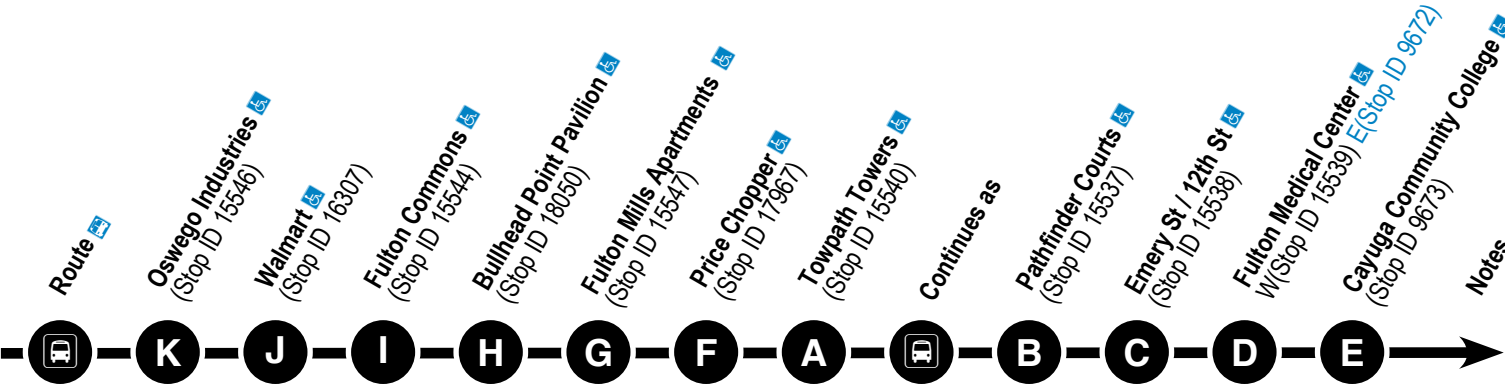 Route
Oswego Industries
(Stop ID 15546)
Walmart
(Stop ID 16307)
Fulton Commons
(Stop ID 15544)
Bullhead Point Pavilion
(Stop ID 18050)
Fulton Mills Apartments
(Stop ID 15547)
Price Chopper
(Stop ID 17967)
Towpath Towers
(Stop ID 15540)
Continues as
Pathfinder Courts
(Stop ID 15537)
Emery St / 12th St
(Stop ID 15538)
Fulton Medical Center
W(Stop ID 15539) E(Stop ID 9672)
Cayuga Community College
(Stop ID 9673)
Notes
K J I H G F A B C D E